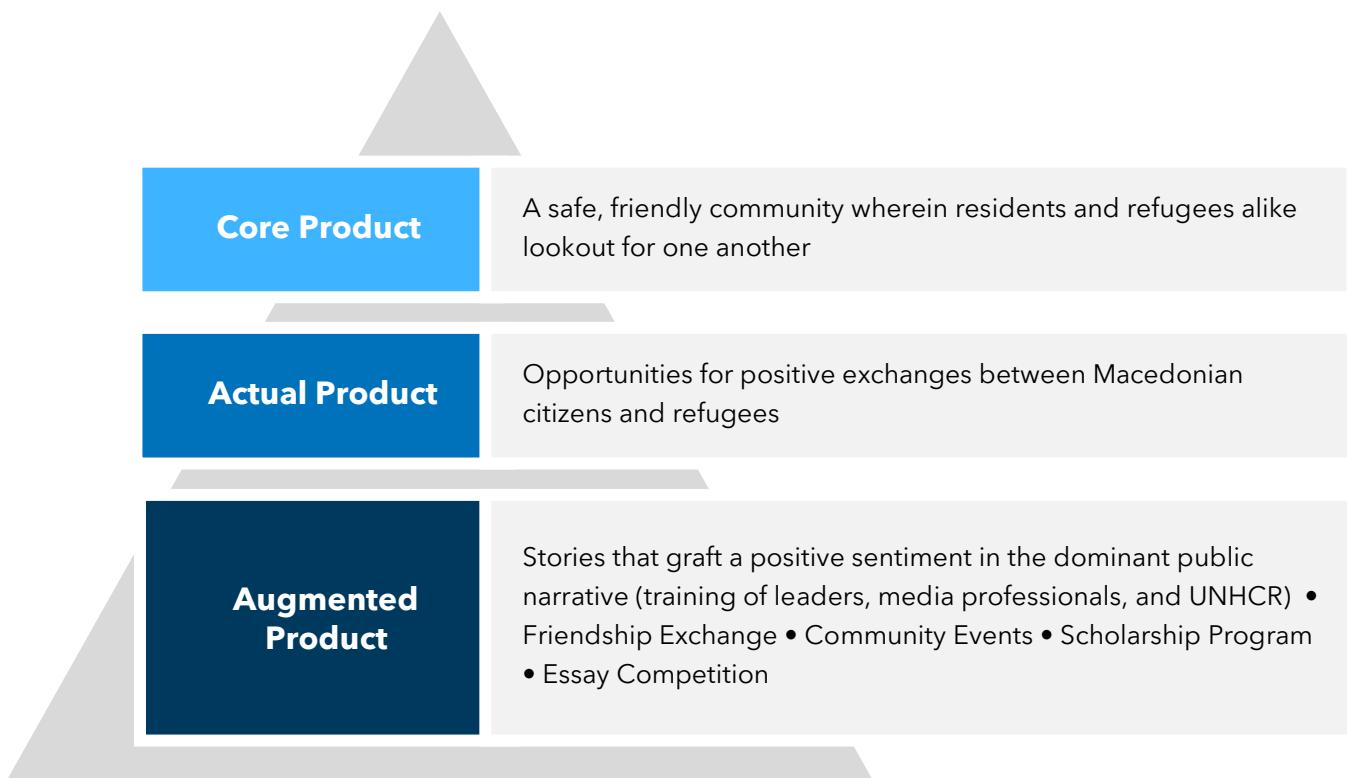 Core Product
A safe, friendly community wherein residents and refugees alike
lookout for one another
Actual Product
Opportunities for positive exchanges between Macedonian
citizens and refugees
Augmented
Product
Stories that graft a positive sentiment in the dominant public
narrative (training of leaders, media professionals, and UNHCR) •
Friendship Exchange • Community Events • Scholarship Program
• Essay Competition